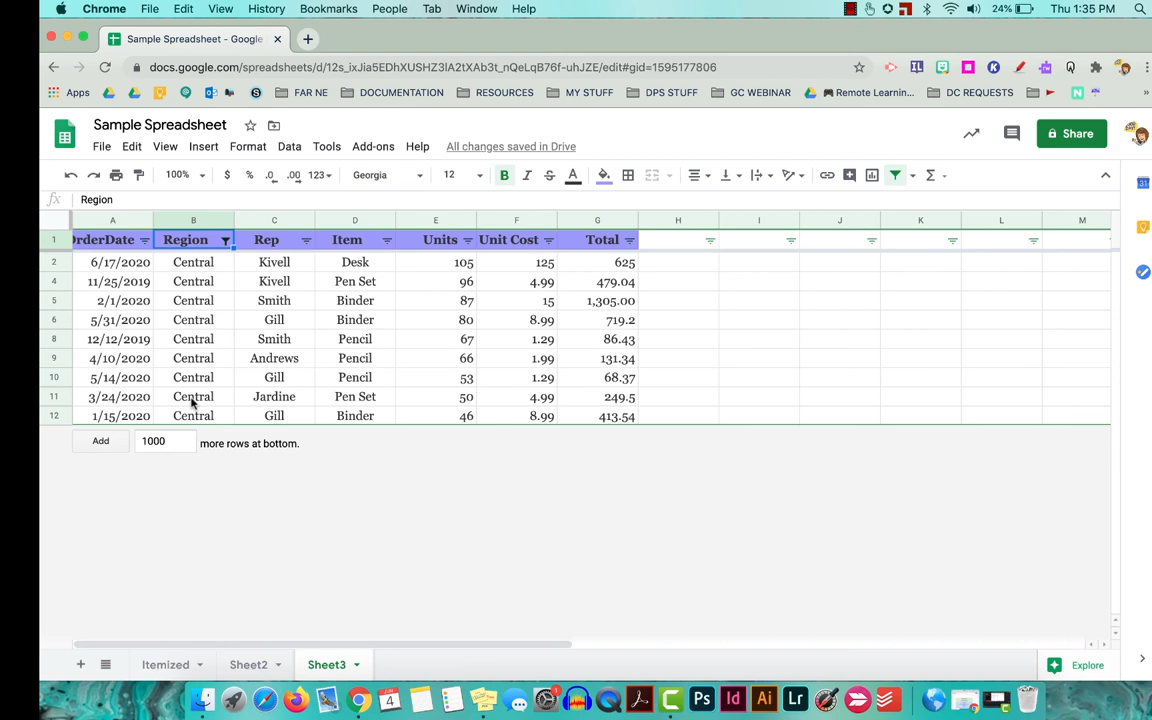 Chrome File Edit View History Bookmarks People Tab Window Help 24% Thu 1:35 PM
Sample Spreadsheet - Google
docs.google.com/spreadsheets/d/12s_ixJia5EDhXUSHZ3IA2tXAb3t_nQeLqB76f-uhJZE/edit#gid=1595177806
Apps FAR NE DOCUMENTATION RESOURCES MY STUFF DPS STUFF GC WEBINAR Remote Learnin... DC REQUESTS »
Sample Spreadsheet
File Edit View Insert Format Data Tools Add-ons Help All changes saved in Drive
Share
100% $ % .0 .00 123 Georgia 12 B I S A Σ
fx Region
A B C D E F G H I J K L M
1 OrderDate Region Rep Item Units Unit Cost Total
2 6/17/2020 Central Kivell Desk 105 125 625
4 11/25/2019 Central Kivell Pen Set 96 4.99 479.04
5 2/1/2020 Central Smith Binder 87 15 1,305.00
6 5/31/2020 Central Gill Binder 80 8.99 719.2
8 12/12/2019 Central Smith Pencil 67 1.29 86.43
9 4/10/2020 Central Andrews Pencil 66 1.99 131.34
10 5/14/2020 Central Gill Pencil 53 1.29 68.37
11 3/24/2020 Central Jardine Pen Set 50 4.99 249.5
12 1/15/2020 Central Gill Binder 46 8.99 413.54
Add 1000 more rows at bottom.
Itemized Sheet2 Sheet3 Explore
4 1 Ps Id Ai Lr